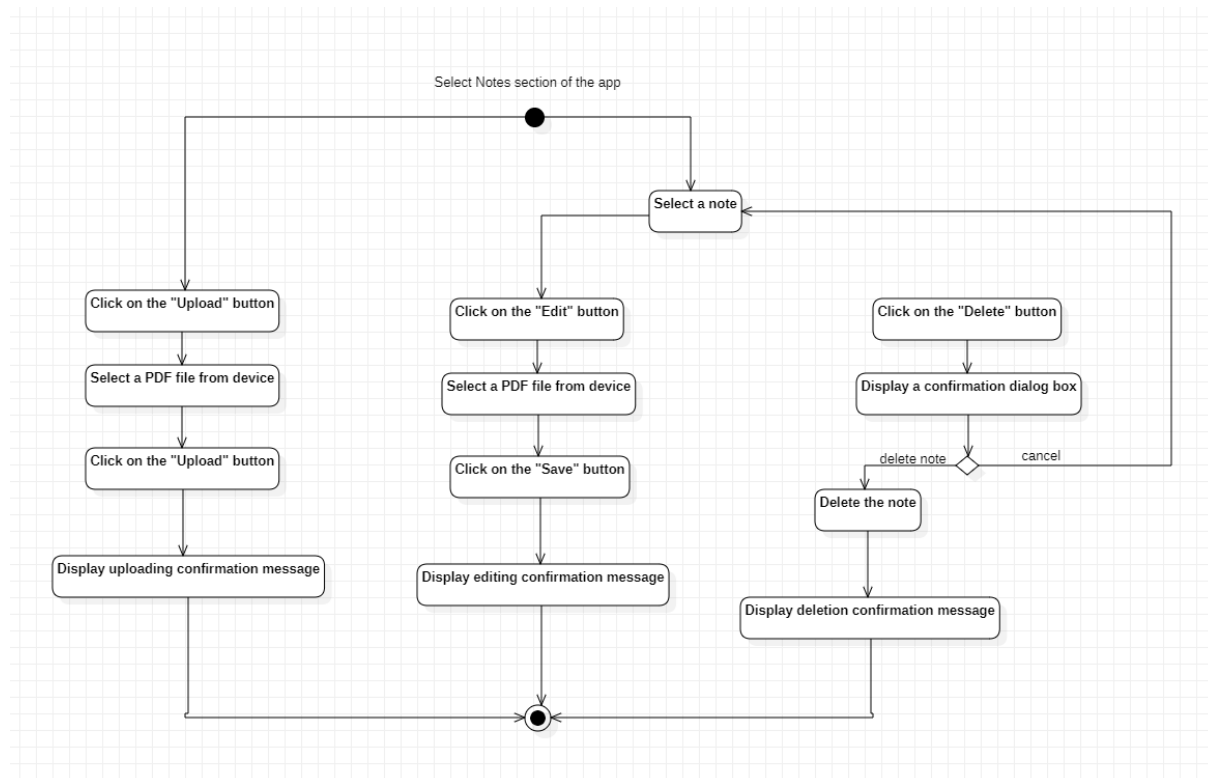 Select Notes section of the app
Select a note
Click on the "Upload" button
Click on the "Edit" button
Click on the "Delete" button
Select a PDF file from device
Select a PDF file from device
Display a confirmation dialog box
delete note
cancel
Click on the "Upload" button
Click on the "Save" button
Delete the note
Display uploading confirmation message
Display editing confirmation message
Display deletion confirmation message